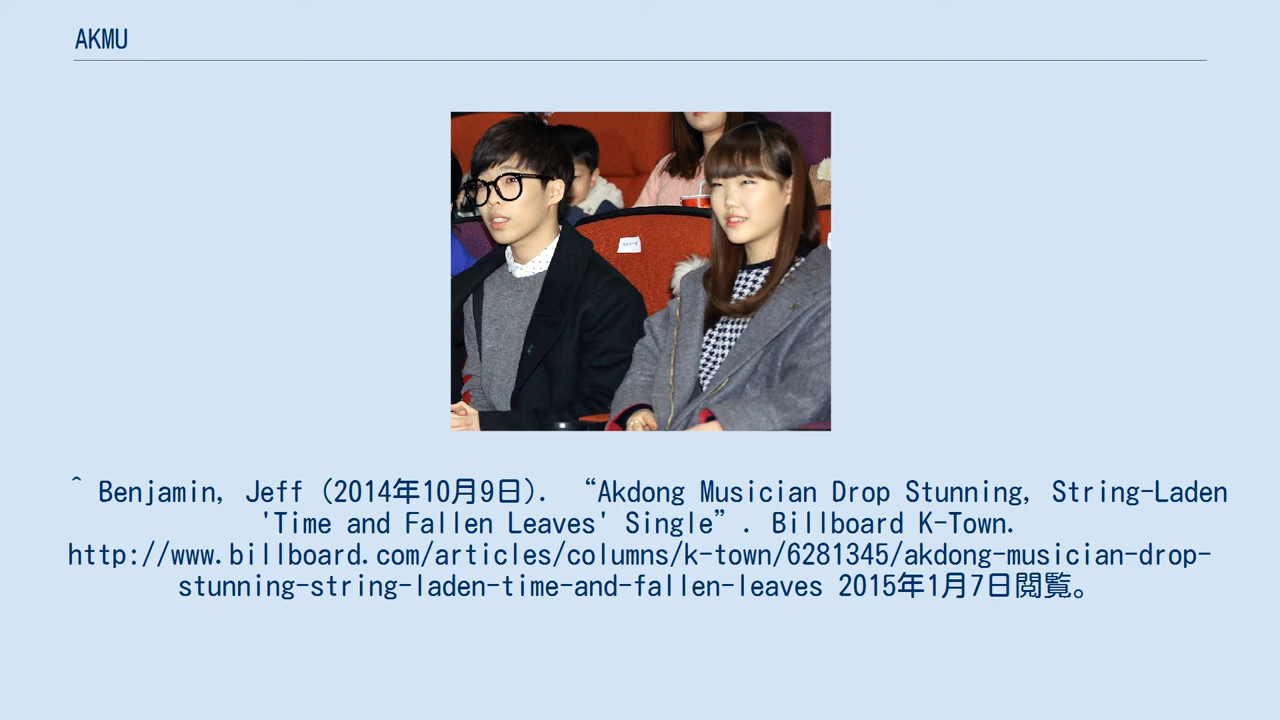 AKMU
^ Benjamin, Jeff (2014年10月9日). “Akdong Musician Drop Stunning, String-Laden
'Time and Fallen Leaves' Single”. Billboard K-Town.
http://www.billboard.com/articles/columns/k-town/6281345/akdong-musician-drop-
stunning-string-laden-time-and-fallen-leaves 2015年1月7日閲覧。